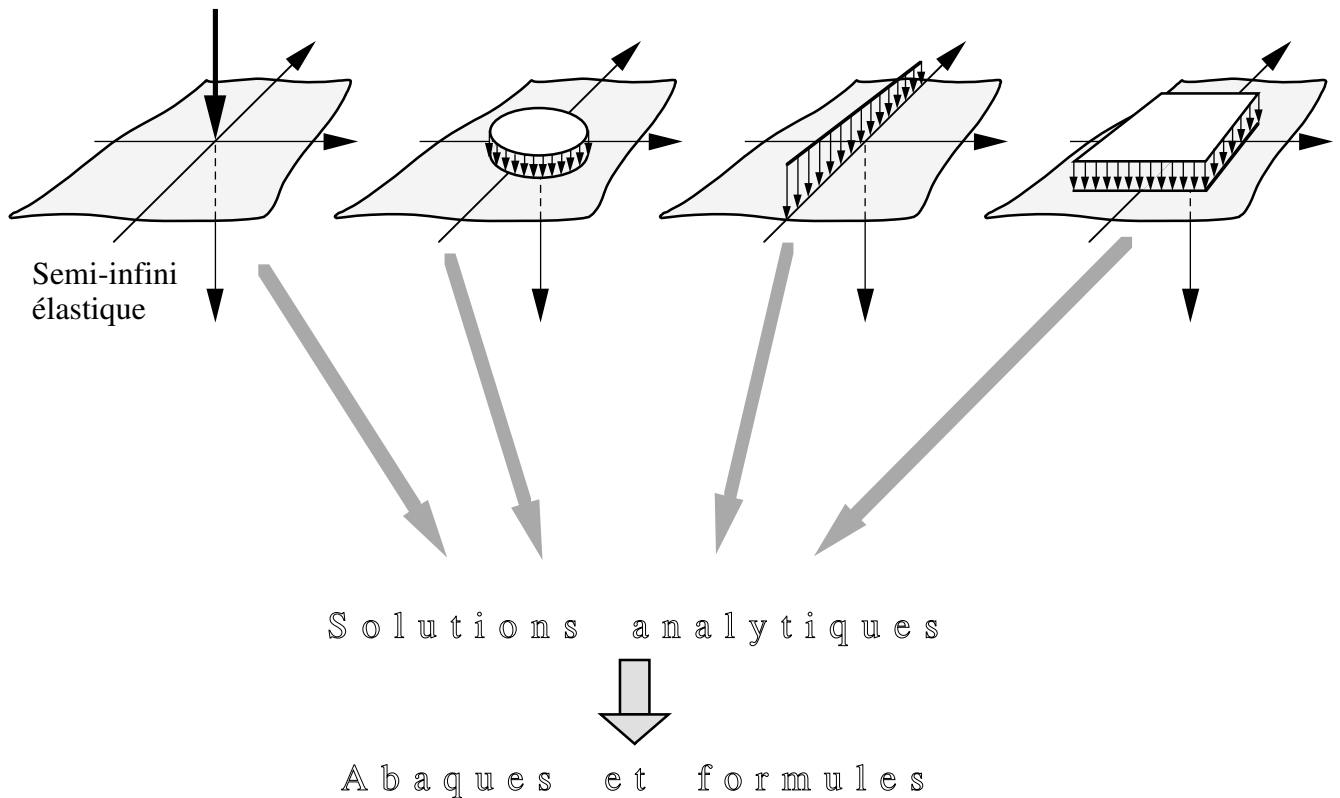 Semi-infini
élastique
Solutions analytiques
Abaques et formules